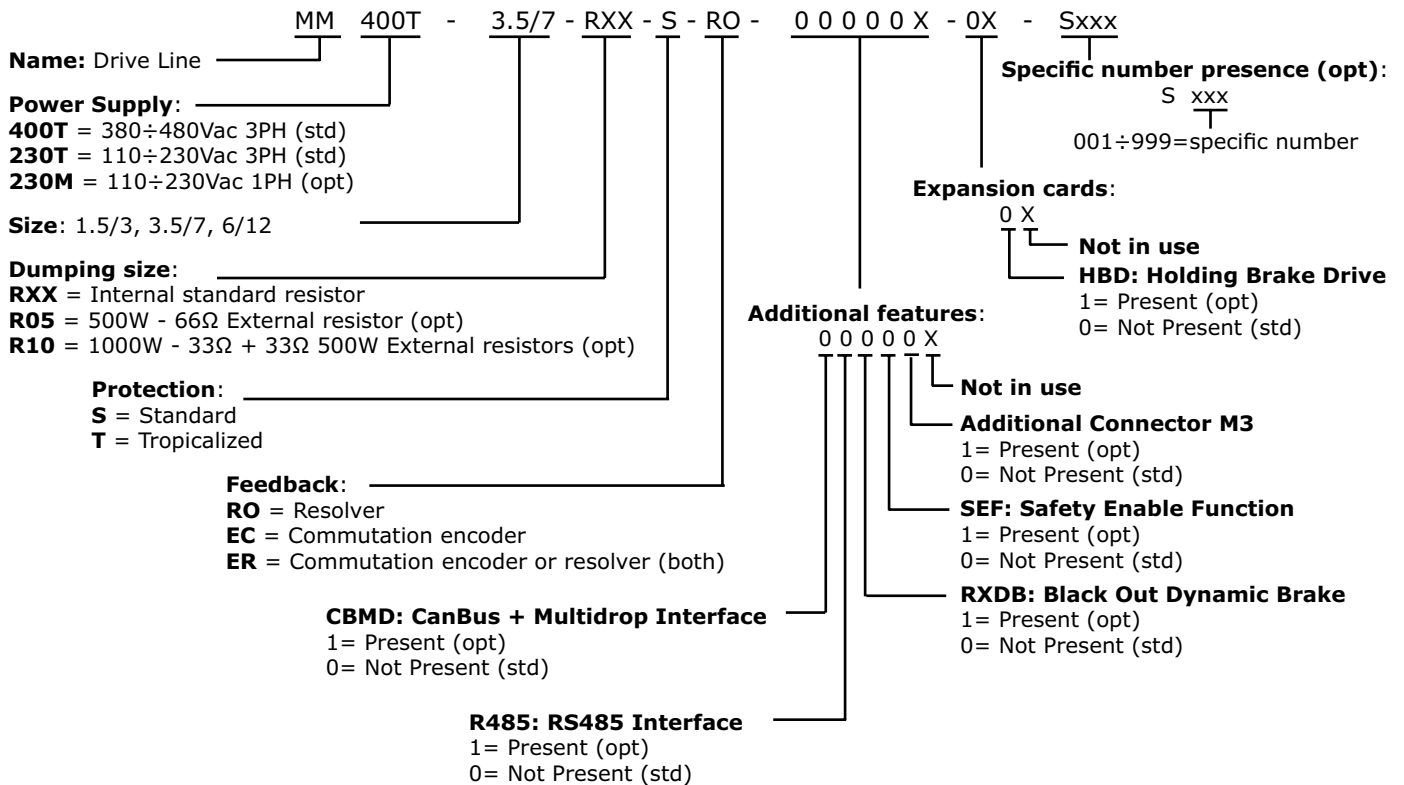 MM 400T - 3.5/7 - RXX - S - RO - 0 0 0 0 0 X - 0X - Sxxx
Name: Drive Line
Power Supply:
400T = 380÷480Vac 3PH (std)
230T = 110÷230Vac 3PH (std)
230M = 110÷230Vac 1PH (opt)
Size: 1.5/3, 3.5/7, 6/12
Dumping size:
RXX = Internal standard resistor
R05 = 500W - 66Ω External resistor (opt)
R10 = 1000W - 33Ω + 33Ω 500W External resistors (opt)
Protection:
S = Standard
T = Tropicalized
Feedback:
RO = Resolver
EC = Commutation encoder
ER = Commutation encoder or resolver (both)
CBMD: CanBus + Multidrop Interface
1= Present (opt)
0= Not Present (std)
R485: RS485 Interface
1= Present (opt)
0= Not Present (std)
Additional features:
0 0 0 0 0 X
Not in use
Additional Connector M3
1= Present (opt)
0= Not Present (std)
SEF: Safety Enable Function
1= Present (opt)
0= Not Present (std)
RXDB: Black Out Dynamic Brake
1= Present (opt)
0= Not Present (std)
Expansion cards:
0 X
Not in use
HBD: Holding Brake Drive
1= Present (opt)
0= Not Present (std)
Specific number presence (opt):
S xxx
001÷999=specific number